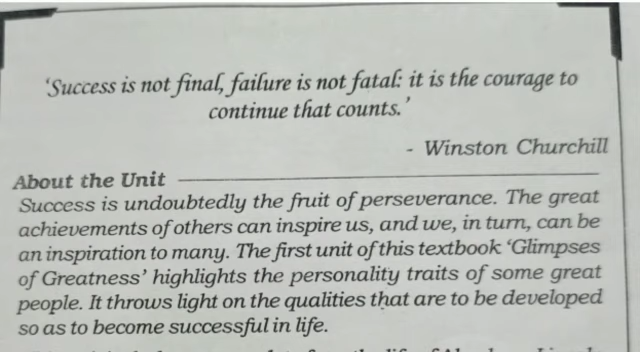 'Success is not final, failure is not fatal: it is the courage to
continue that counts.'
- Winston Churchill
About the Unit
Success is undoubtedly the fruit of perseverance. The great
achievements of others can inspire us, and we, in turn, can be
an inspiration to many. The first unit of this textbook 'Glimpses
of Greatness' highlights the personality traits of some great
people. It throws light on the qualities that are to be developed
so as to become successful in life.